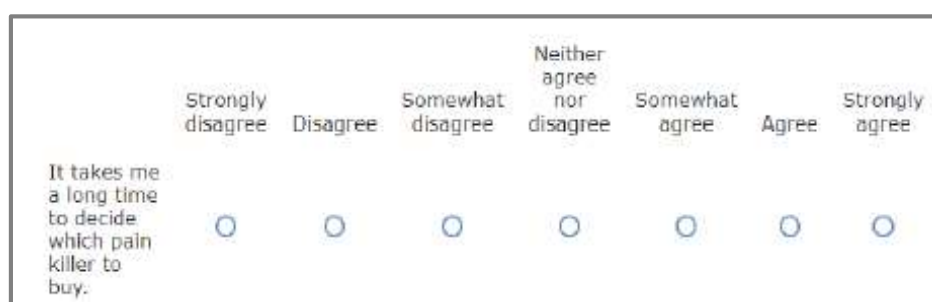 Neither
agree
Strongly Somewhat nor Somewhat Strongly
disagree Disagree disagree disagree agree Agree agree
It takes me
a long time
to decide
which pain
killer to
buy.